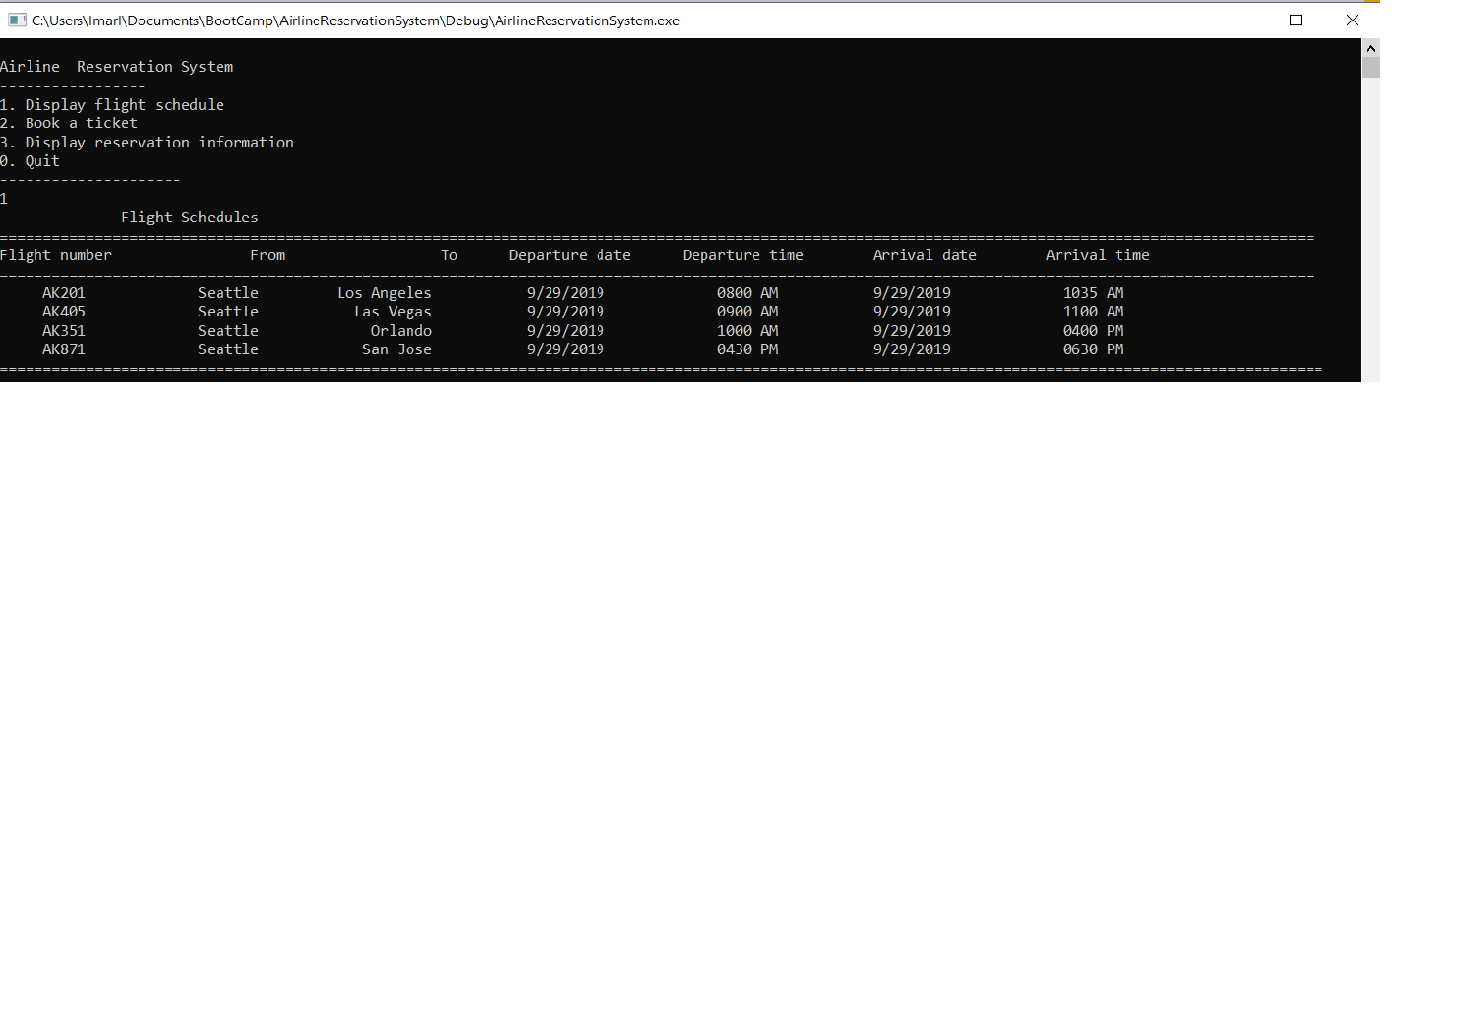 C:\Users\lmarl\Documents\BootCamp\AirlineReservationSystem\Debug\AirlineReservationSystem.exe
Airline  Reservation System
-----------------
1. Display flight schedule
2. Book a ticket
3. Display reservation information
0. Quit
---------------------
1
Flight Schedules
Flight number From To Departure date Departure time Arrival date Arrival time
AK201 Seattle Los Angeles 9/29/2019 0800 AM 9/29/2019 1035 AM
AK405 Seattle Las Vegas 9/29/2019 0900 AM 9/29/2019 1100 AM
AK351 Seattle Orlando 9/29/2019 1000 AM 9/29/2019 0400 PM
AK871 Seattle San Jose 9/29/2019 0430 PM 9/29/2019 0630 PM